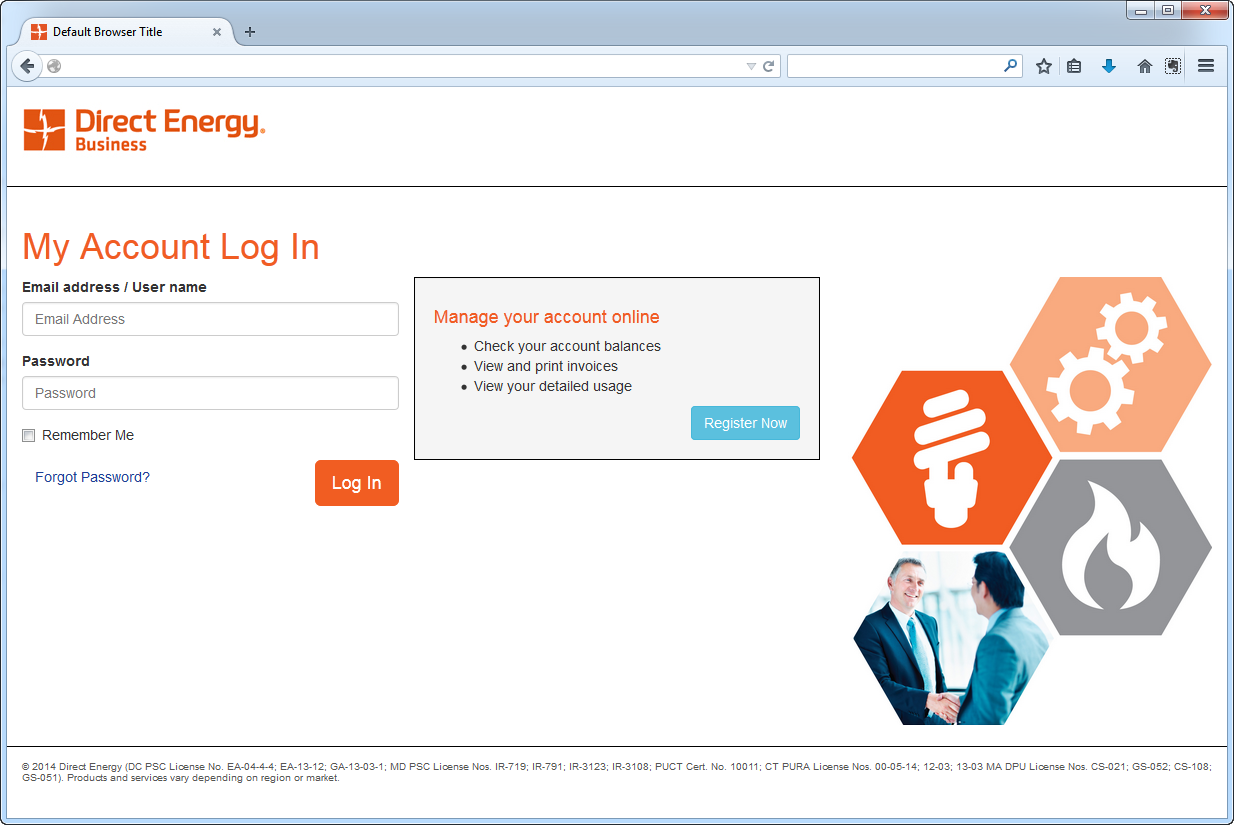 Default Browser Title
Direct Energy®
Business
My Account Log In
Email address / User name
Email Address
Password
Password
Remember Me
Forgot Password?
Log In
Manage your account online
• Check your account balances
• View and print invoices
• View your detailed usage
Register Now
© 2014 Direct Energy (DC PSC License No. EA-04-4-4; EA-13-12; GA-13-03-1; MD PSC License Nos. IR-719; IR-791; IR-3123; IR-3108; PUCT Cert. No. 10011; CT PURA License Nos. 00-05-14; 12-03; 13-03 MA DPU License Nos. CS-021; GS-052; CS-108;
GS-051). Products and services vary depending on region or market.